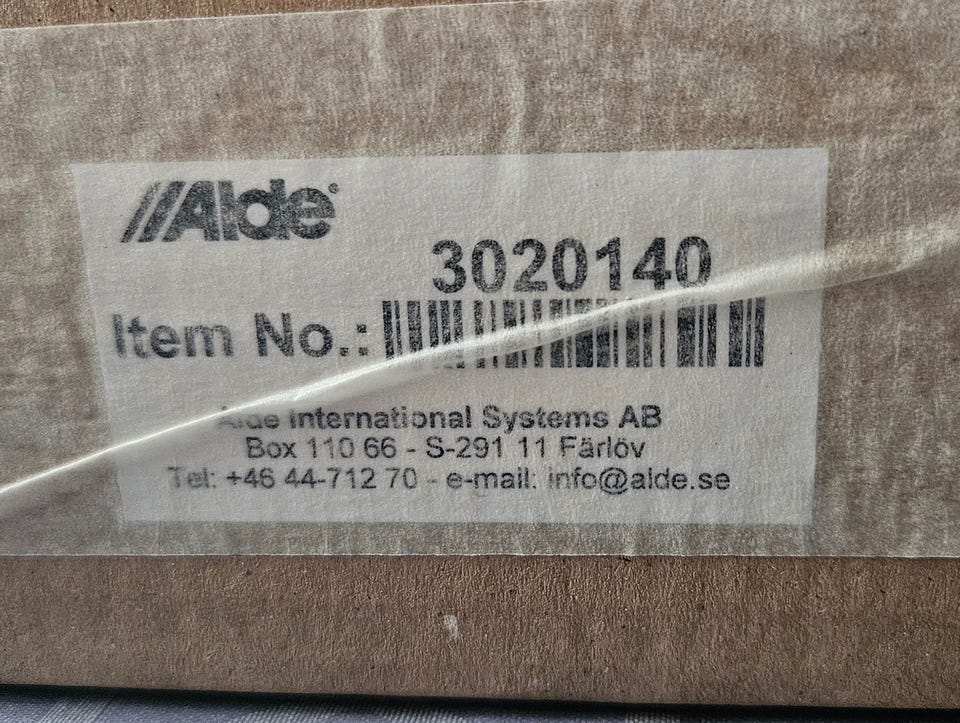 Alde
3020140
Item No.:
Alde International Systems AB
Box 110 66 - S-291 11 Färlöv
Tel: +46 44-712 70 - e-mail: info@alde.se